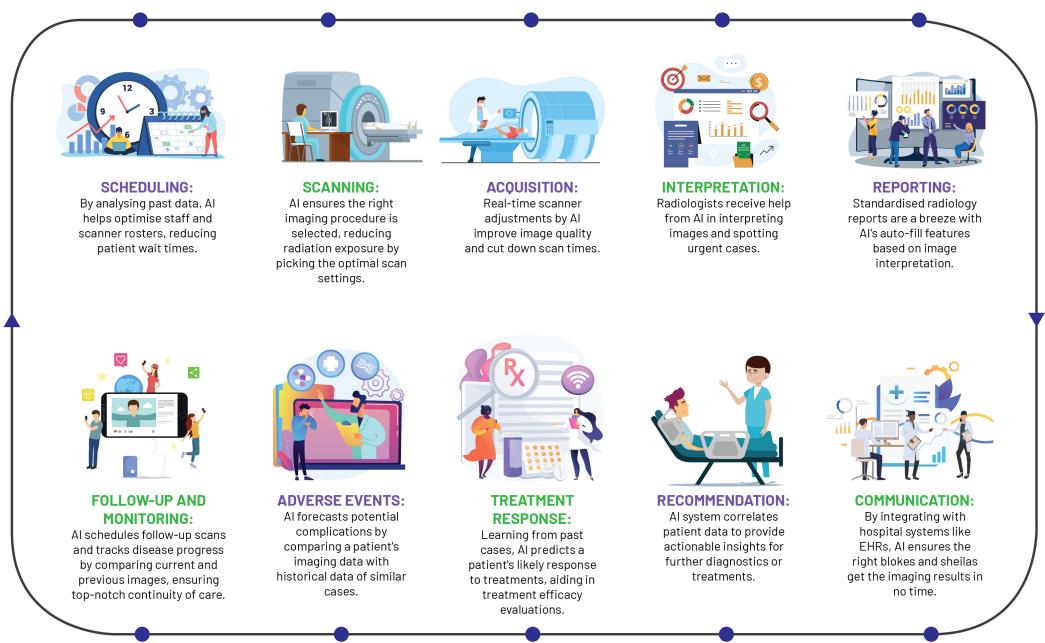 12
3
6
9
SCHEDULING:
By analysing past data, AI
helps optimise staff and
scanner rosters, reducing
patient wait times.
SCANNING:
AI ensures the right
imaging procedure is
selected, reducing
radiation exposure by
picking the optimal scan
settings.
ACQUISITION:
Real-time scanner
adjustments by AI
improve image quality
and cut down scan times.
$
INTERPRETATION:
Radiologists receive help
from AI in interpreting
images and spotting
urgent cases.
REPORTING:
Standardised radiology
reports are a breeze with
AI's auto-fill features
based on image
interpretation.
FOLLOW-UP AND
MONITORING:
AI schedules follow-up scans
and tracks disease progress
by comparing current and
previous images, ensuring
top-notch continuity of care.
ADVERSE EVENTS:
AI forecasts potential
complications by
comparing a patient's
imaging data with
historical data of similar
cases.
RX
TREATMENT
RESPONSE:
Learning from past
cases, AI predicts a
patient's likely response
to treatments, aiding in
treatment efficacy
evaluations.
RECOMMENDATION:
AI system correlates
patient data to provide
actionable insights for
further diagnostics or
treatments.
COMMUNICATION:
By integrating with
hospital systems like
EHRs, AI ensures the
right blokes and sheilas
get the imaging results in
no time.